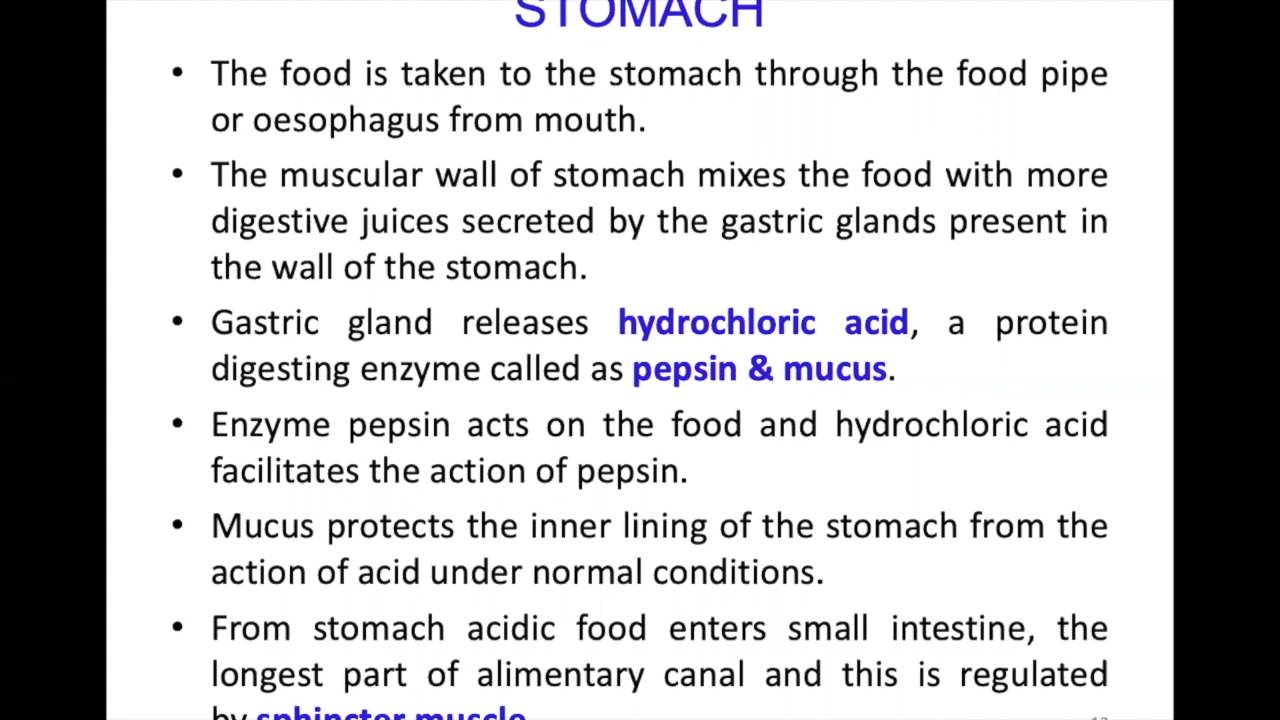 STOMACH
• The food is taken to the stomach through the food pipe
or oesophagus from mouth.
• The muscular wall of stomach mixes the food with more
digestive juices secreted by the gastric glands present in
the wall of the stomach.
• Gastric gland releases hydrochloric acid, a protein
digesting enzyme called as pepsin & mucus.
• Enzyme pepsin acts on the food and hydrochloric acid
facilitates the action of pepsin.
• Mucus protects the inner lining of the stomach from the
action of acid under normal conditions.
• From stomach acidic food enters small intestine, the
longest part of alimentary canal and this is regulated
by sphincter muscle